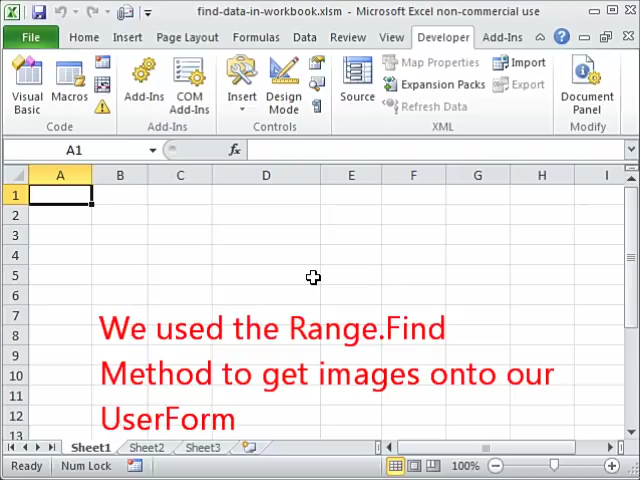 find-data-in-workbook.xlsm - Microsoft Excel non-commercial use
File Home Insert Page Layout Formulas Data Review View Developer Add-Ins
Visual Basic Macros Add-Ins COM Add-Ins Insert Design Mode Source Map Properties Expansion Packs Refresh Data Import Export Document Panel
Code Add-Ins Controls XML Modify
A1 fx
A B C D E F G H I
1
2
3
4
5
6
7
8
9
10
11
12
13
We used the Range.Find
Method to get images onto our
UserForm
Sheet1 Sheet2 Sheet3
Ready Num Lock 100%